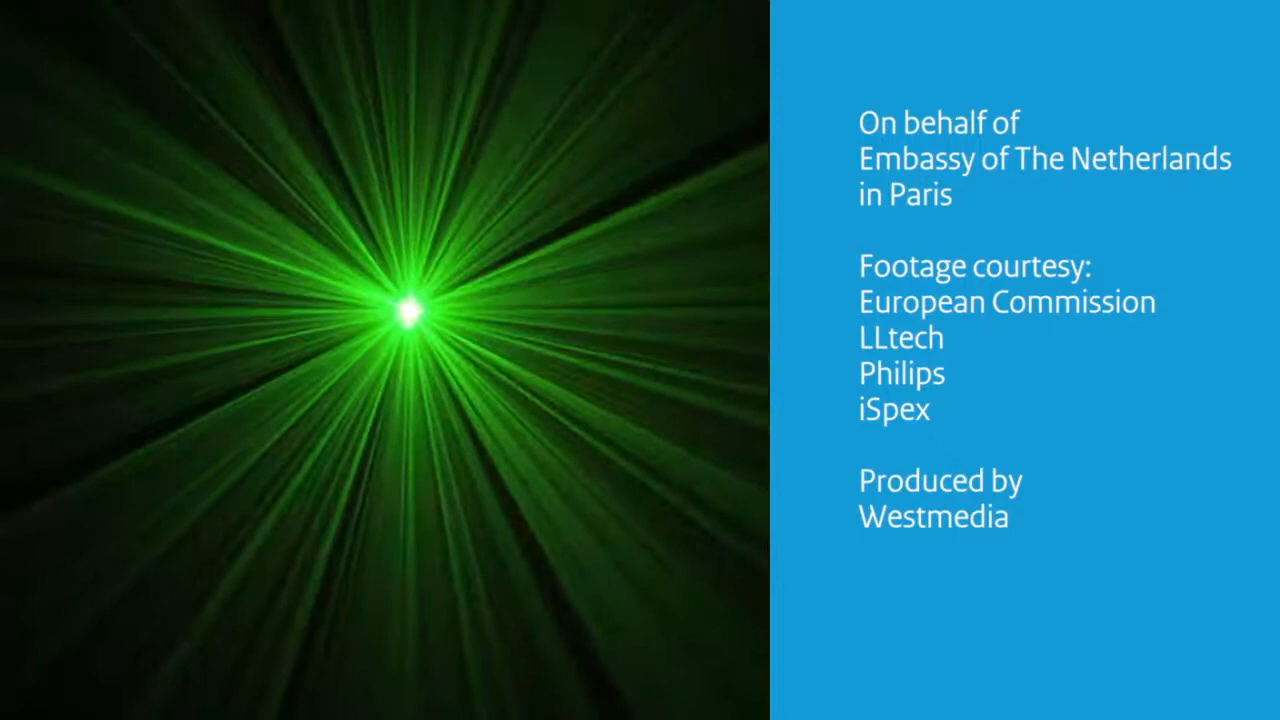 On behalf of
Embassy of The Netherlands
in Paris
Footage courtesy:
European Commission
LLtech
Philips
iSpex
Produced by
Westmedia